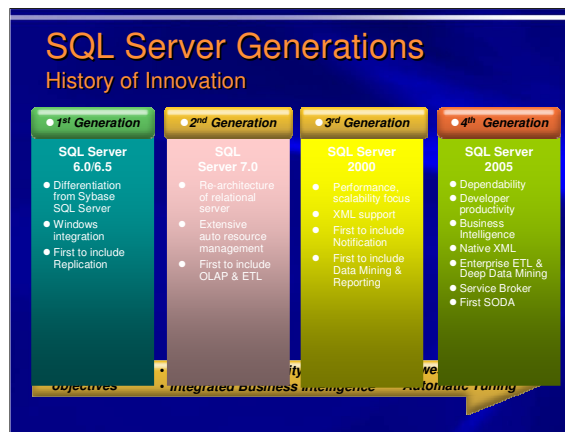 SQL Server Generations
History of Innovation
1st Generation
SQL Server
6.0/6.5
Differentiation
from Sybase
SQL Server
Windows
integration
First to include
Replication
2nd Generation
SQL
Server 7.0
Re-architecture
of relational
server
Extensive
auto resource
management
First to include
OLAP & ETL
3rd Generation
SQL Server
2000
Performance,
scalability focus
XML support
First to include
Notification
First to include
Data Mining &
Reporting
4th Generation
SQL Server
2005
Dependability
Developer
productivity
Business
Intelligence
Native XML
Enterprise ETL &
Deep Data Mining
Service Broker
First SODA
objectives
• Integrated Business Intelligence
Automatic Tuning